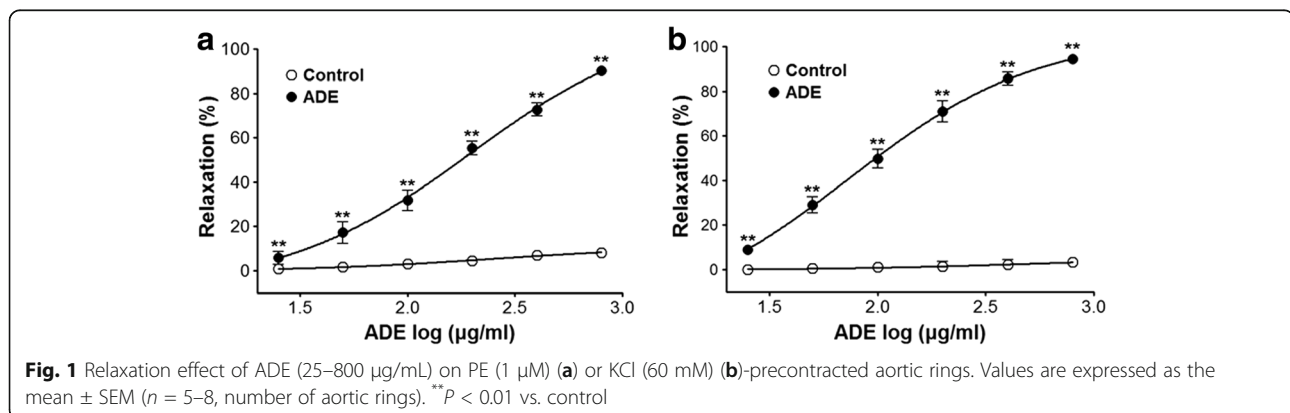 a
b
100
80
60
40
20
0
Relaxation (%)
Control
ADE
**
**
**
**
**
**
1.5
2.0
2.5
3.0
ADE log (µg/ml)
100
80
60
40
20
0
Relaxation (%)
Control
ADE
**
**
**
**
**
**
1.5
2.0
2.5
3.0
ADE log (µg/ml)
Fig. 1 Relaxation effect of ADE (25–800 µg/mL) on PE (1 µM) (a) or KCl (60 mM) (b)-precontracted aortic rings. Values are expressed as the
mean ± SEM (n = 5–8, number of aortic rings). **P < 0.01 vs. control